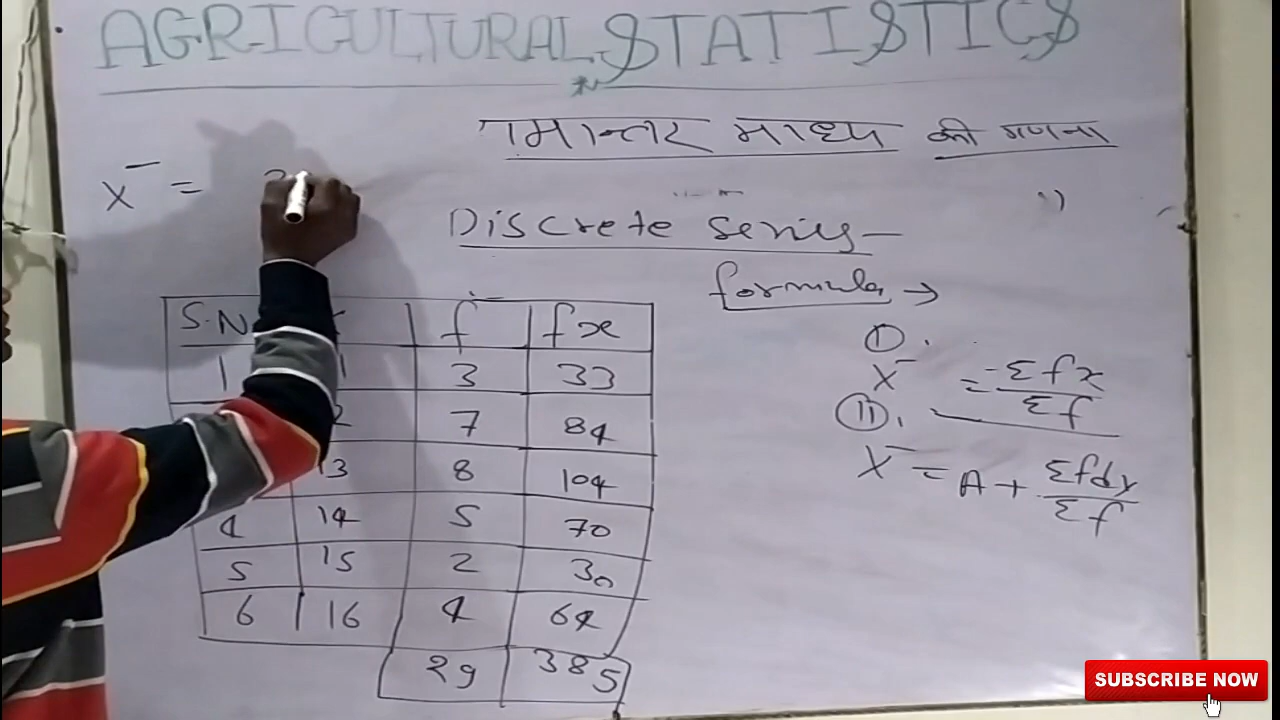 AGRICULTURAL STATISTICS
मान्तर माध्य की गणना
X̄ =
Discrete series—
formula →
S.N f fx
1 1 3 33
2 7 84
13 8 104
4 14 5 70
5 15 2 30
6 16 4 64
29 385
①.
X̄ = Σfx / Σf
②.
X̄ = A + Σfdx / Σf
SUBSCRIBE NOW